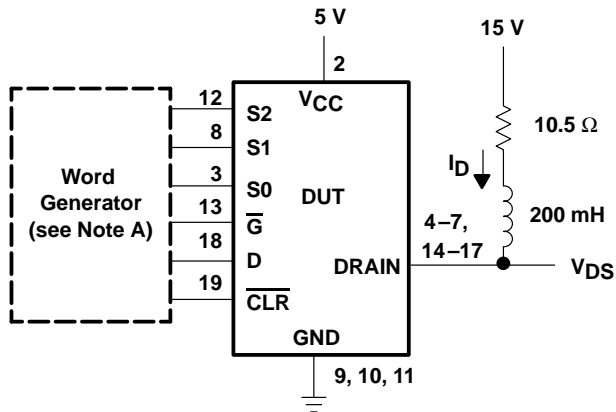 5 V
15 V
2
VCC
12
S2
10.5 Ω
8
S1
ID
Word
Generator
(see Note A)
3
S0
DUT
13
G
200 mH
4–7,
14–17
18
D
DRAIN
VDS
19
CLR
GND
9, 10, 11